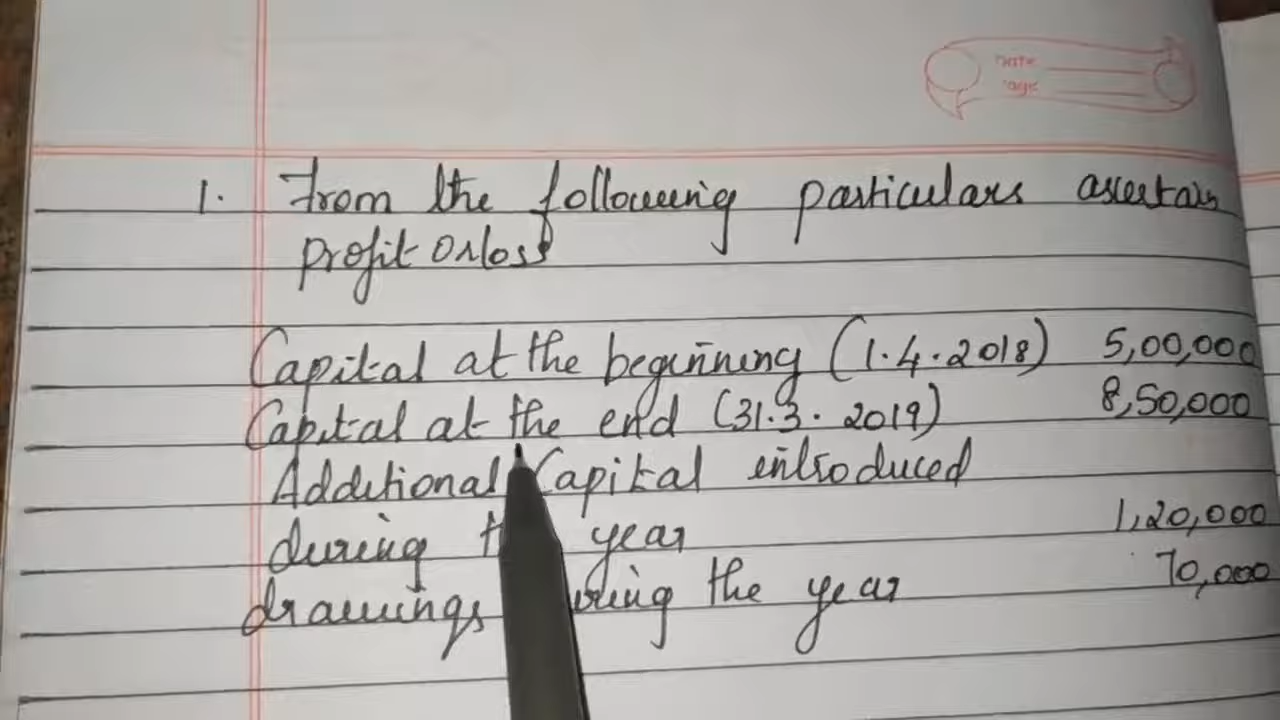 Date
Page
1. From the following particulars ascertain
profit or loss
Capital at the beginning (1.4.2018) 5,00,000
Capital at the end (31.3.2019) 8,50,000
Additional Capital introduced
during year 1,20,000
drawings the year 70,000